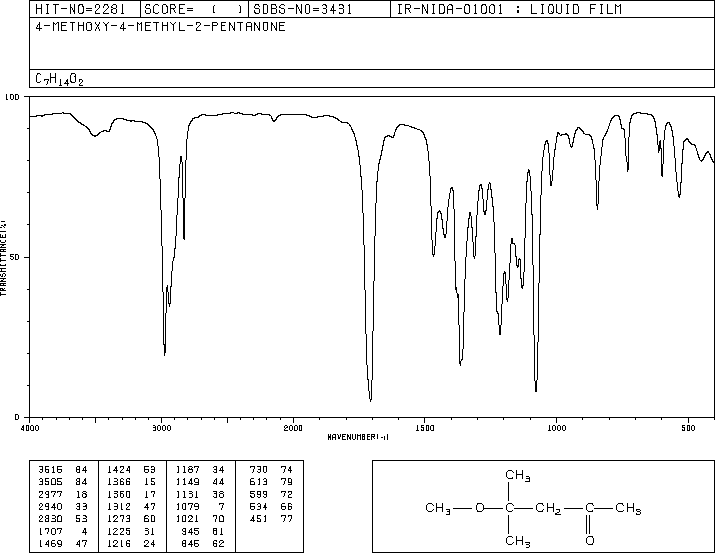 HIT-NO=2281 SCORE= ( ) SDBS-NO=3431 IR-NIDA-01001 : LIQUID FILM
4-METHOXY-4-METHYL-2-PENTANONE
C7H14O2
100
50
0
TRANSMITTANCE(%)
4000 3000 2000 1500 1000 500
WAVENUMBER(-1)
3615 84 1424 53 1187 34 730 74
3505 84 1366 15 1149 44 613 79
2977 18 1360 17 1131 38 599 72
2940 33 1312 47 1079 7 534 66
2830 53 1273 60 1021 70 451 77
1707 4 1225 31 945 81
1469 47 1216 24 845 62
CH3
CH3 O C CH2 C CH3
CH3 O